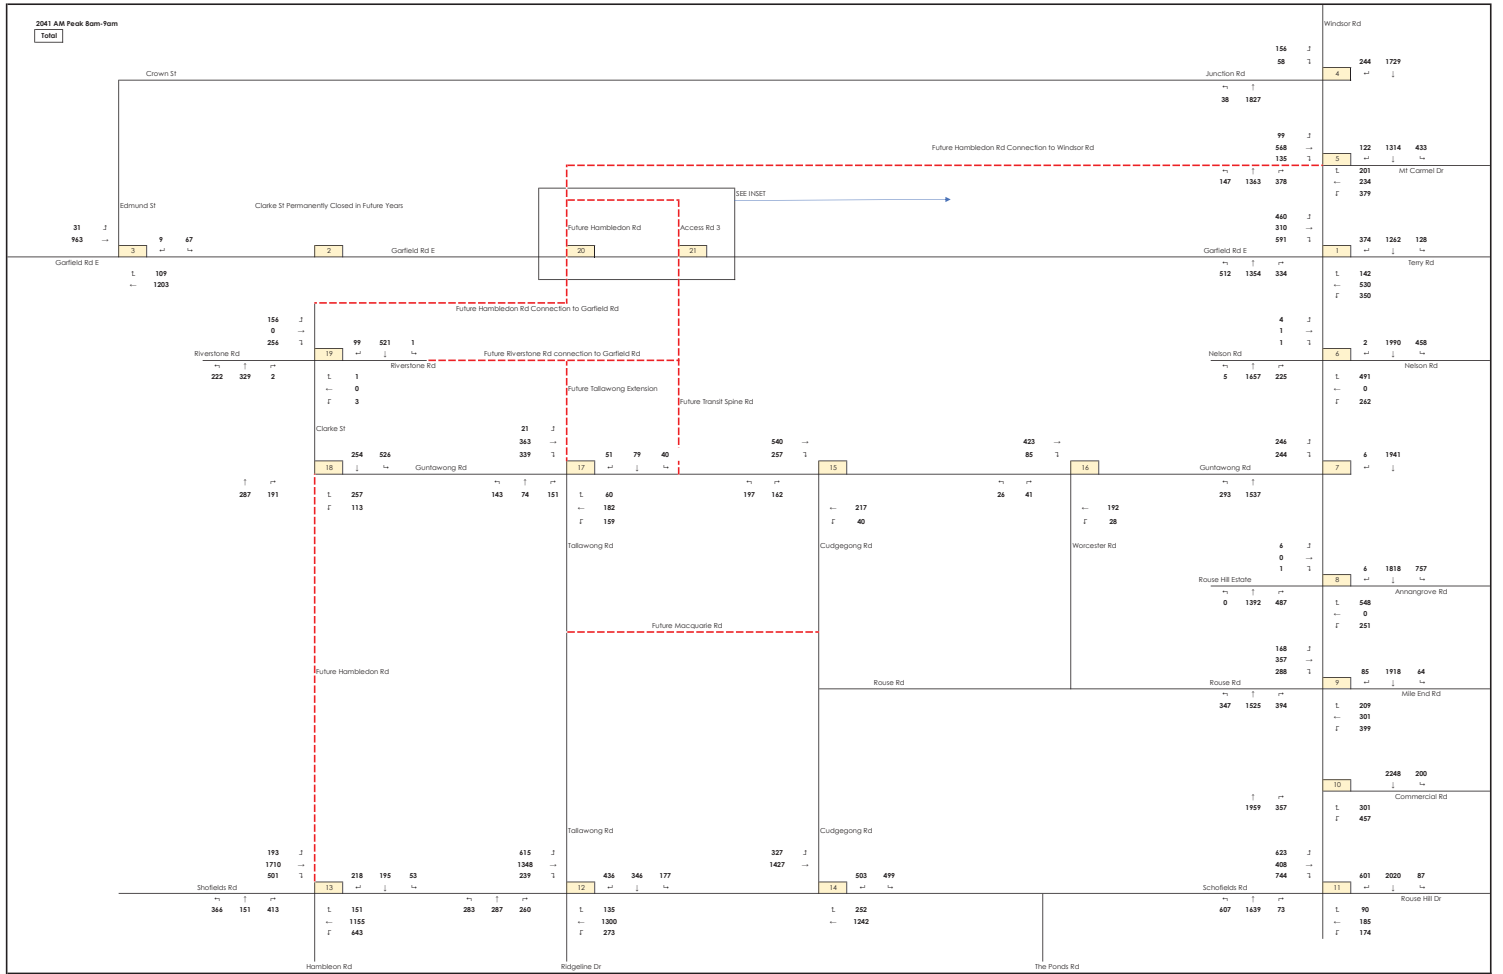 2041 AM Peak 8am-9am
Windsor Rd
Total
156
58 244 1729
Crown St Junction Rd 4
38 1827
99
Future Hambledon Rd Connection to Windsor Rd 568
135 5 122 1314 433
201 Mt Carmel Dr
147 1363 378 234
SEE INSET 379
Edmund St Clarke St Permanently Closed in Future Years
31 Future Hambledon Rd Access Rd 3 460
963 9 67 310
591 374 1262 128
3 2 Garfield Rd E 20 21 Garfield Rd E 1
Garfield Rd E 512 1354 334 Terry Rd
109 142
1203 530
350
Future Hambledon Rd Connection to Garfield Rd
156 4
0 1
256 99 521 1 1 2 1990 458
Riverstone Rd 19 Future Riverstone Rd connection to Garfield Rd Nelson Rd 6
Riverstone Rd Nelson Rd
222 329 2 1 5 1657 225 491
0 Future Tallawong Extension 0
3 Future Transit Spine Rd 262
Clarke St 21
363 540 423 246
254 526 339 51 79 40 257 85 244 6 1941
18 Guntawong Rd 17 15 16 Guntawong Rd 7
287 191 257 143 74 151 60 197 162 26 41 293 1537
113 182 217 192
159 40 28
Tallawong Rd Cudgegong Rd Worcester Rd 6
0
1 6 1818 757
Rouse Hill Estate 8
Annangrove Rd
0 1392 487 548
0
Future Macquarie Rd 251
168
357
Future Hambledon Rd 288 85 1918 64
Rouse Rd Rouse Rd 9
Mile End Rd
347 1525 394 209
301
399
2248 200
10
Commercial Rd
1959 357 301
457
Tallawong Rd Cudgegong Rd
193 615 327 623
1710 1348 1427 408
501 218 195 53 239 436 346 177 503 499 744 601 2020 87
Shofields Rd 13 12 14 Schofields Rd 11
Rouse Hill Dr
366 151 413 151 283 287 260 135 252 607 1639 73 90
1155 1300 1242 185
643 273 174
Hambleon Rd Ridgeline Dr The Ponds Rd